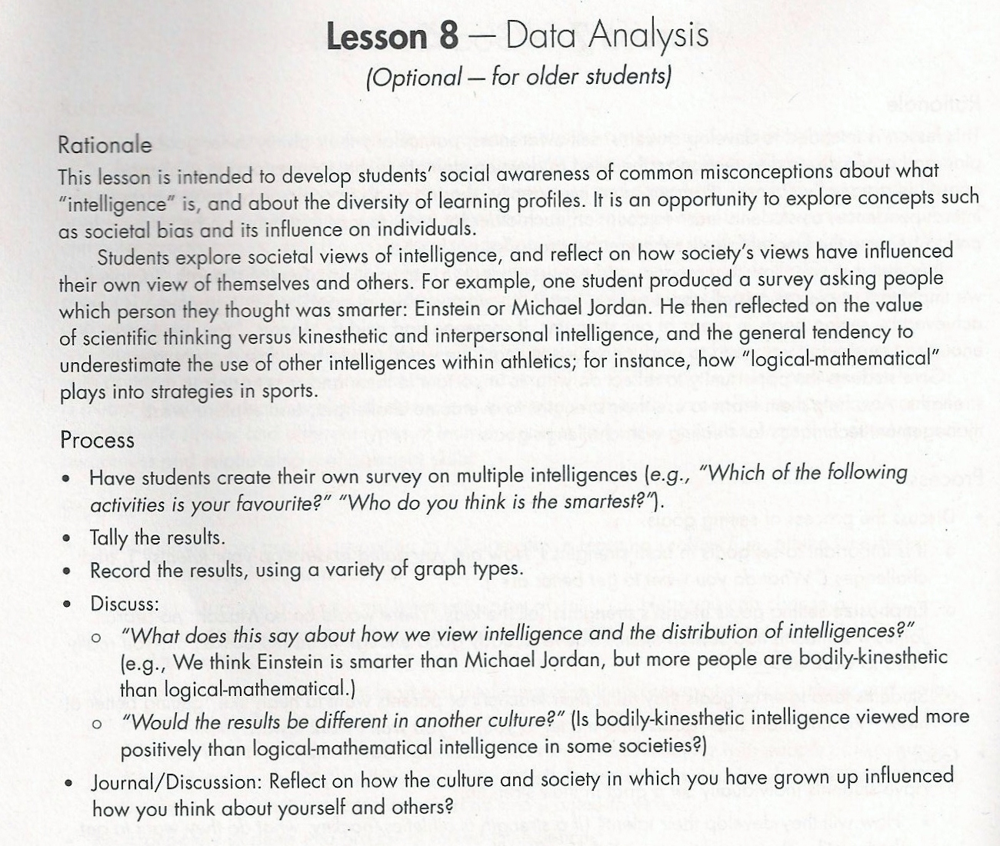 Lesson 8 — Data Analysis
(Optional — for older students)
Rationale
This lesson is intended to develop students' social awareness of common misconceptions about what
"intelligence" is, and about the diversity of learning profiles. It is an opportunity to explore concepts such
as societal bias and its influence on individuals.
Students explore societal views of intelligence, and reflect on how society's views have influenced
their own view of themselves and others. For example, one student produced a survey asking people
which person they thought was smarter: Einstein or Michael Jordan. He then reflected on the value
of scientific thinking versus kinesthetic and interpersonal intelligence, and the general tendency to
underestimate the use of other intelligences within athletics; for instance, how "logical-mathematical"
plays into strategies in sports.
Process
• Have students create their own survey on multiple intelligences (e.g., "Which of the following
activities is your favourite?" "Who do you think is the smartest?").
• Tally the results.
• Record the results, using a variety of graph types.
• Discuss:
o "What does this say about how we view intelligence and the distribution of intelligences?"
(e.g., We think Einstein is smarter than Michael Jordan, but more people are bodily-kinesthetic
than logical-mathematical.)
o "Would the results be different in another culture?" (Is bodily-kinesthetic intelligence viewed more
positively than logical-mathematical intelligence in some societies?)
• Journal/Discussion: Reflect on how the culture and society in which you have grown up influenced
how you think about yourself and others?